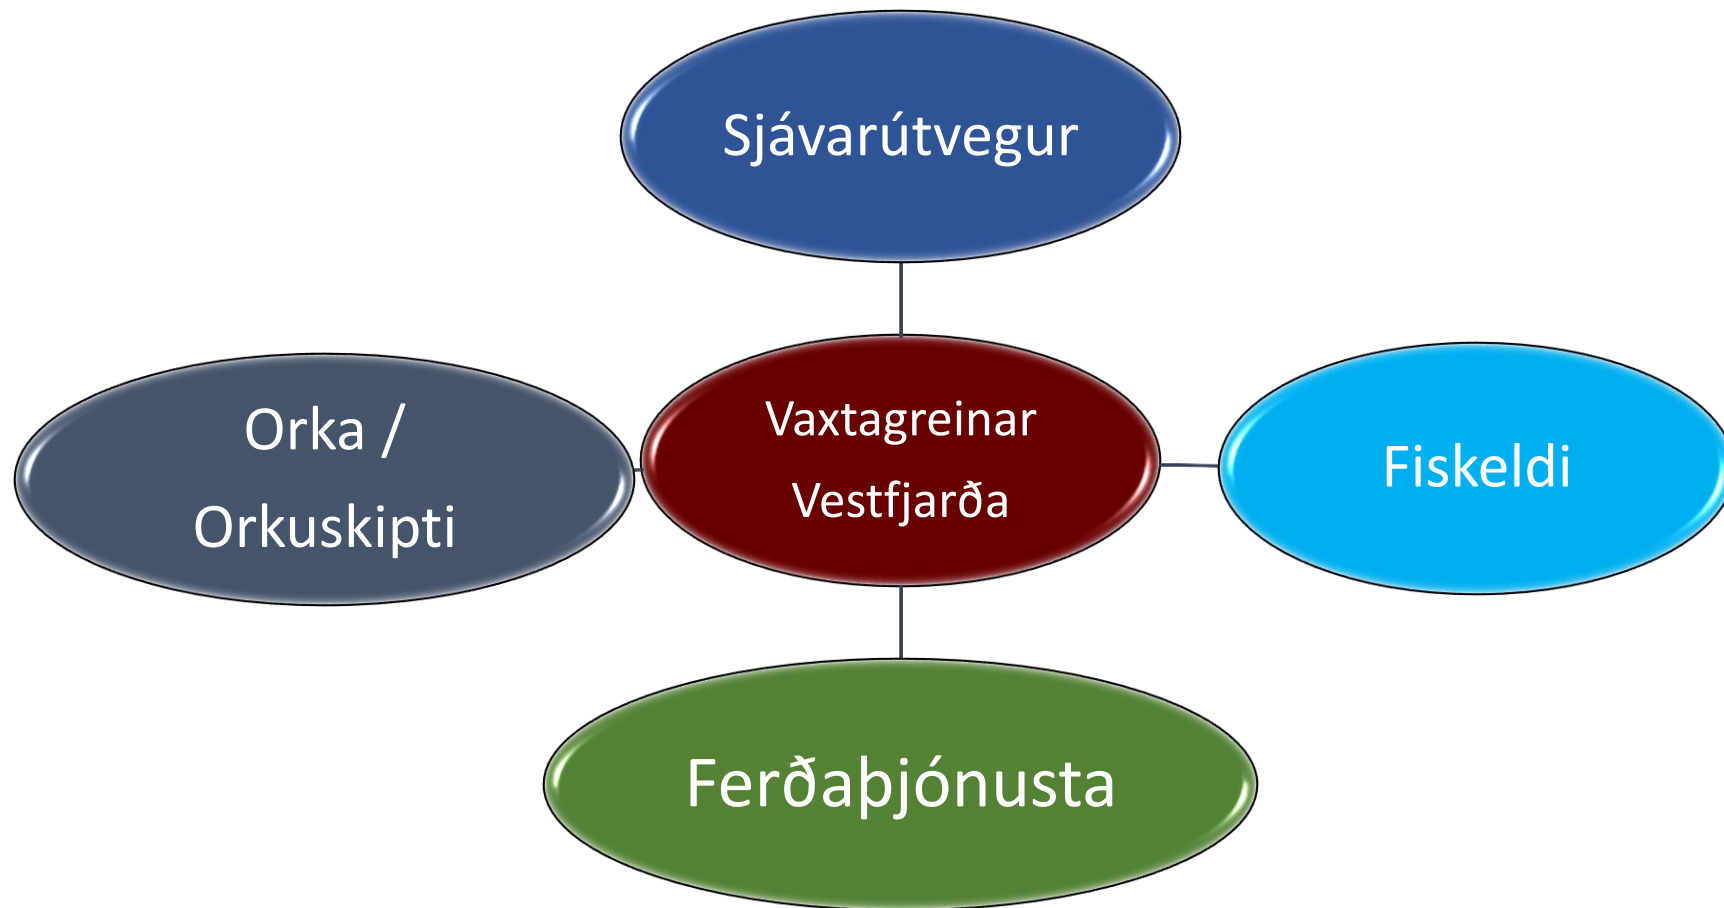 Sjávarútvegur
Orka /
Orkuskipti
Vaxtagreinar
Vestfjarða
Fiskeldi
Ferðaþjónusta